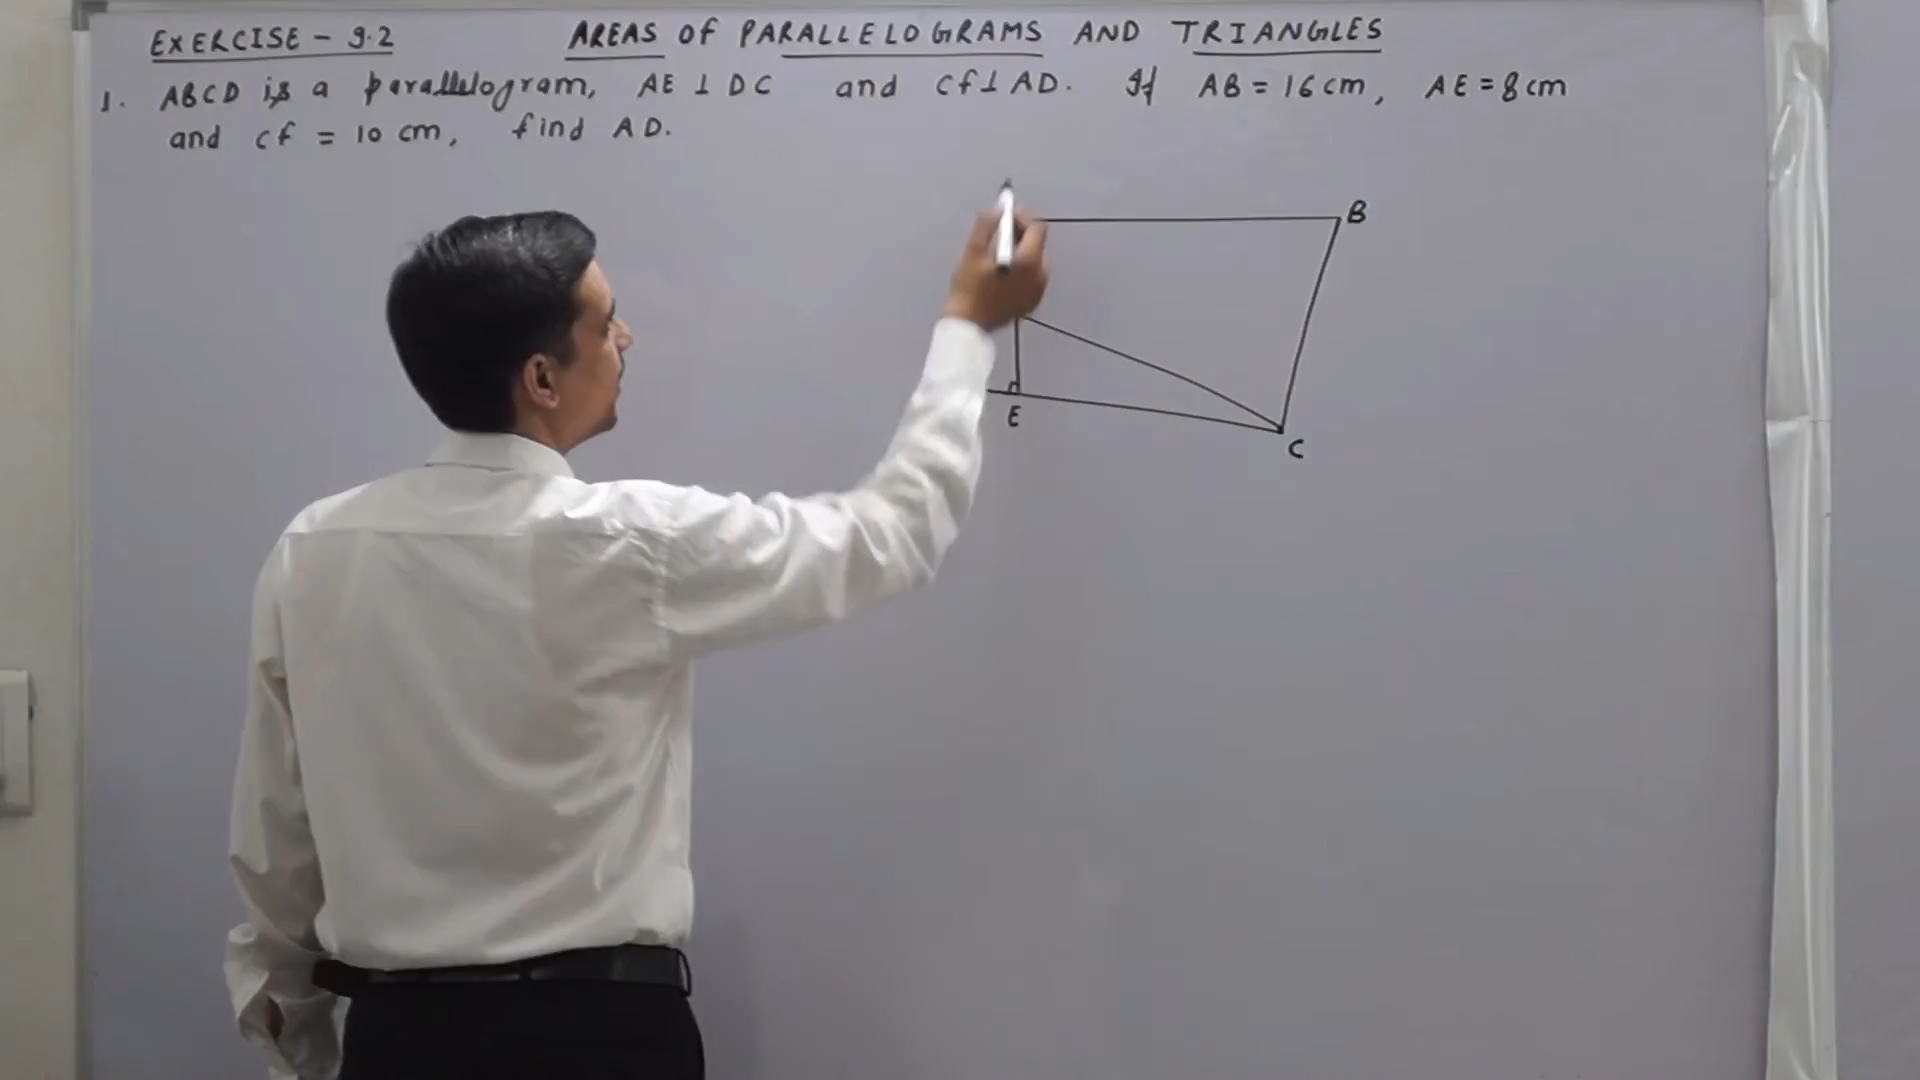 EXERCISE - 9.2 AREAS Of PARALLELOGRAMS AND TRIANGLES
1. ABCD is a parallelogram, AE ⊥ DC and Cf ⊥ AD. If AB = 16 cm, AE = 8 cm
and cf = 10 cm, find AD.
B
E
C